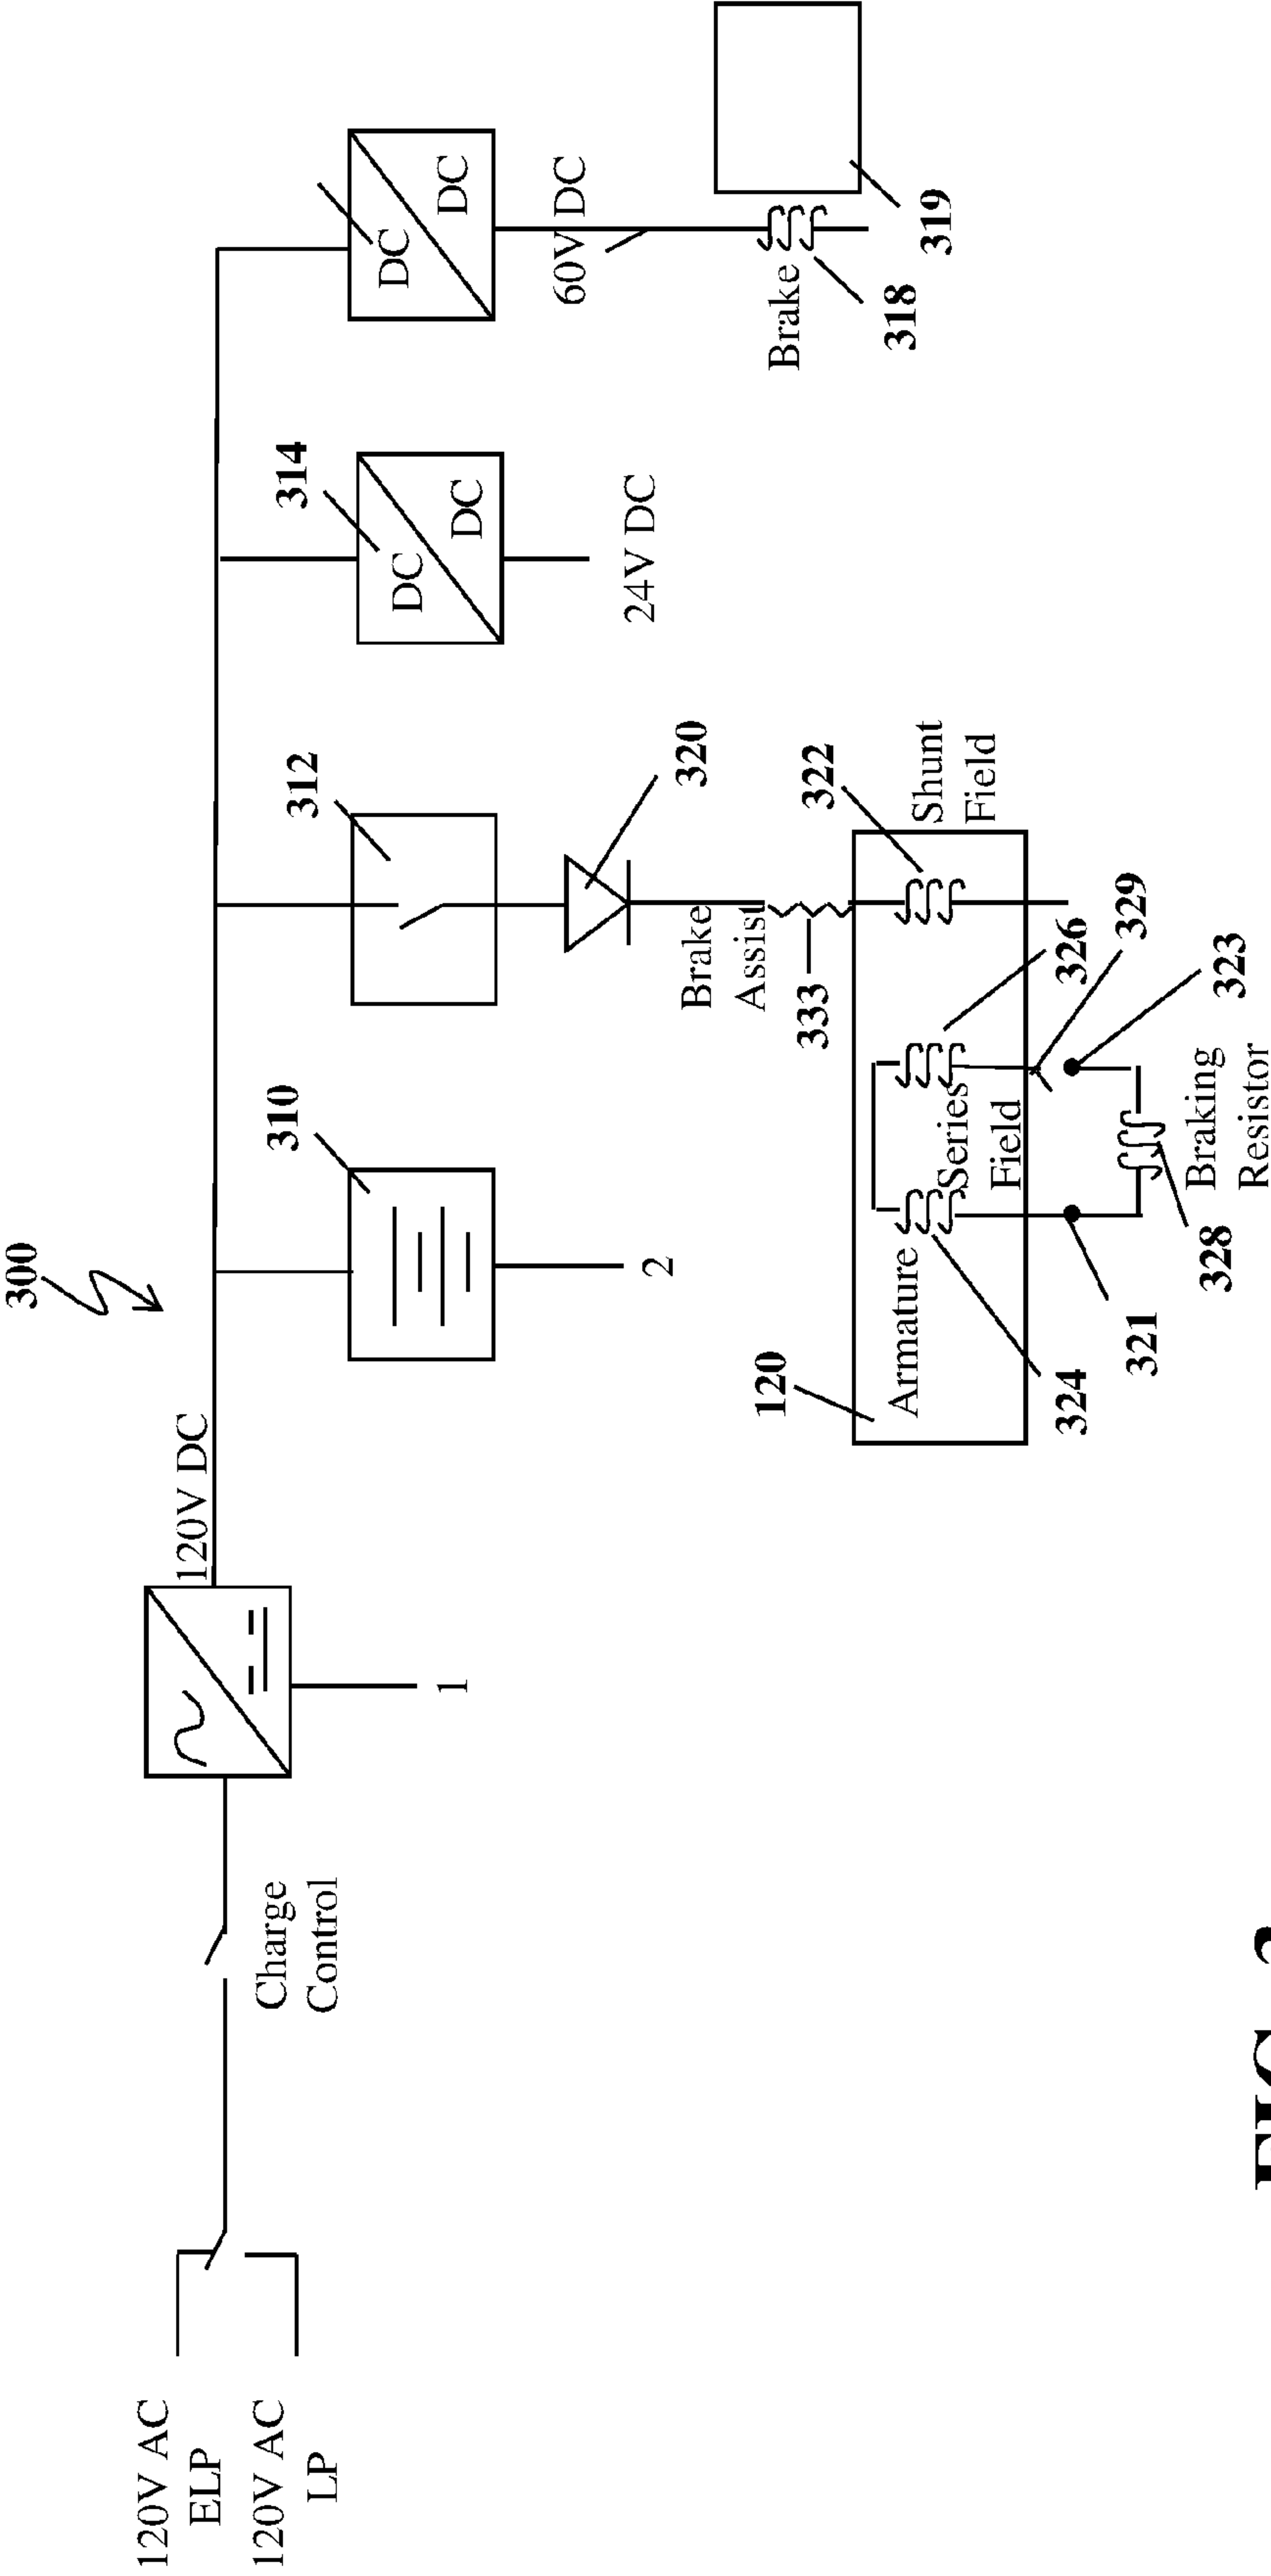 300
120V AC
ELP
120V AC
LP
Charge
Control
120V DC
1
310
2
312
320
Brake
Assist
333
314
DC
DC
24V DC
DC
DC
60V DC
Brake
318
319
120
Armature
324
Series
Field
326
322
Shunt
Field
329
323
321
328
Braking
Resistor